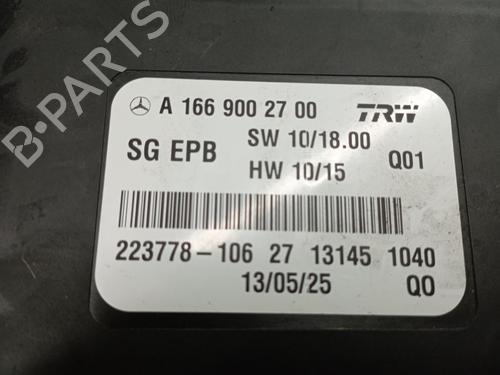 B-PARTS
A 166 900 27 00 TRW
SG EPB SW 10/18.00 Q01
HW 10/15
223778-106 27 13145 1040
13/05/25 QO